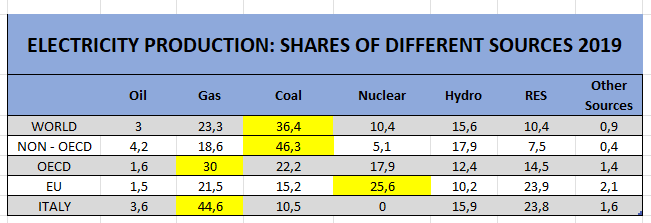 ELECTRICITY PRODUCTION: SHARES OF DIFFERENT SOURCES 2019
Oil Gas Coal Nuclear Hydro RES Other Sources
WORLD 3 23,3 36,4 10,4 15,6 10,4 0,9
NON - OECD 4,2 18,6 46,3 5,1 17,9 7,5 0,4
OECD 1,6 30 22,2 17,9 12,4 14,5 1,4
EU 1,5 21,5 15,2 25,6 10,2 23,9 2,1
ITALY 3,6 44,6 10,5 0 15,9 23,8 1,6